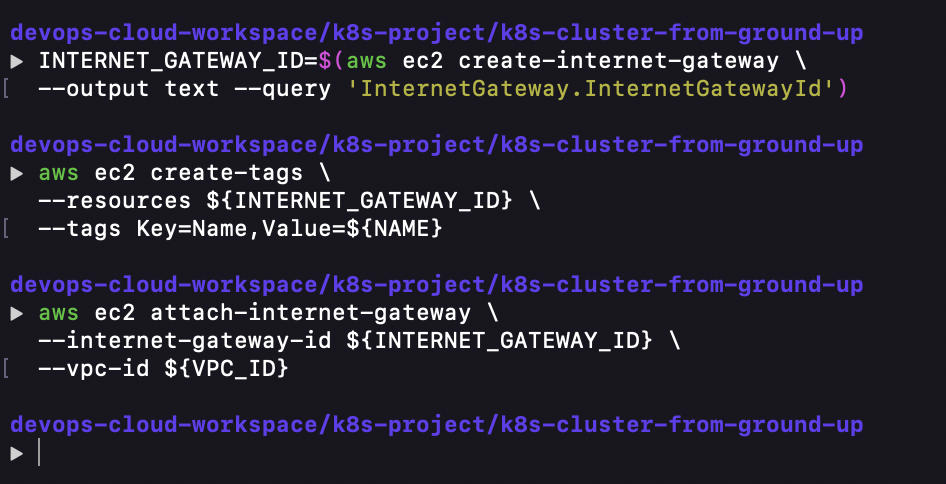 devops-cloud-workspace/k8s-project/k8s-cluster-from-ground-up
▶ INTERNET_GATEWAY_ID=$(aws ec2 create-internet-gateway \
[ --output text --query 'InternetGateway.InternetGatewayId')
devops-cloud-workspace/k8s-project/k8s-cluster-from-ground-up
▶ aws ec2 create-tags \
--resources ${INTERNET_GATEWAY_ID} \
[ --tags Key=Name,Value=${NAME}
devops-cloud-workspace/k8s-project/k8s-cluster-from-ground-up
▶ aws ec2 attach-internet-gateway \
--internet-gateway-id ${INTERNET_GATEWAY_ID} \
[ --vpc-id ${VPC_ID}
devops-cloud-workspace/k8s-project/k8s-cluster-from-ground-up
▶